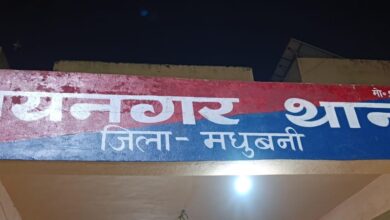 यनगर थान
जिला - मधुबनी